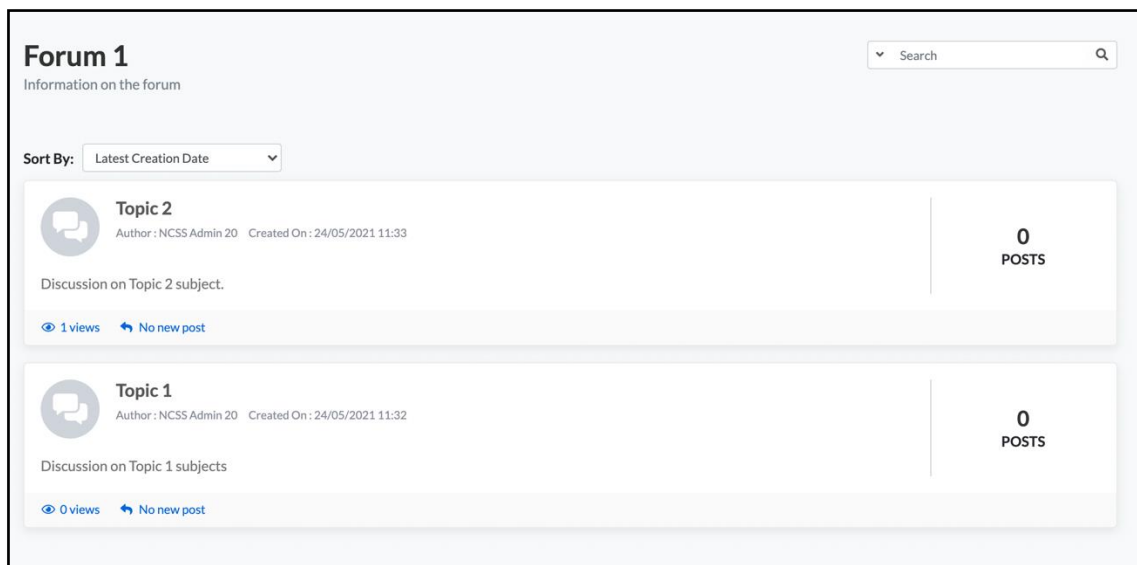 Forum 1
Search
Information on the forum
Sort By: Latest Creation Date
Topic 2
Author : NCSS Admin 20 Created On : 24/05/2021 11:33
0
POSTS
Discussion on Topic 2 subject.
1 views No new post
Topic 1
Author : NCSS Admin 20 Created On : 24/05/2021 11:32
0
POSTS
Discussion on Topic 1 subjects
0 views No new post